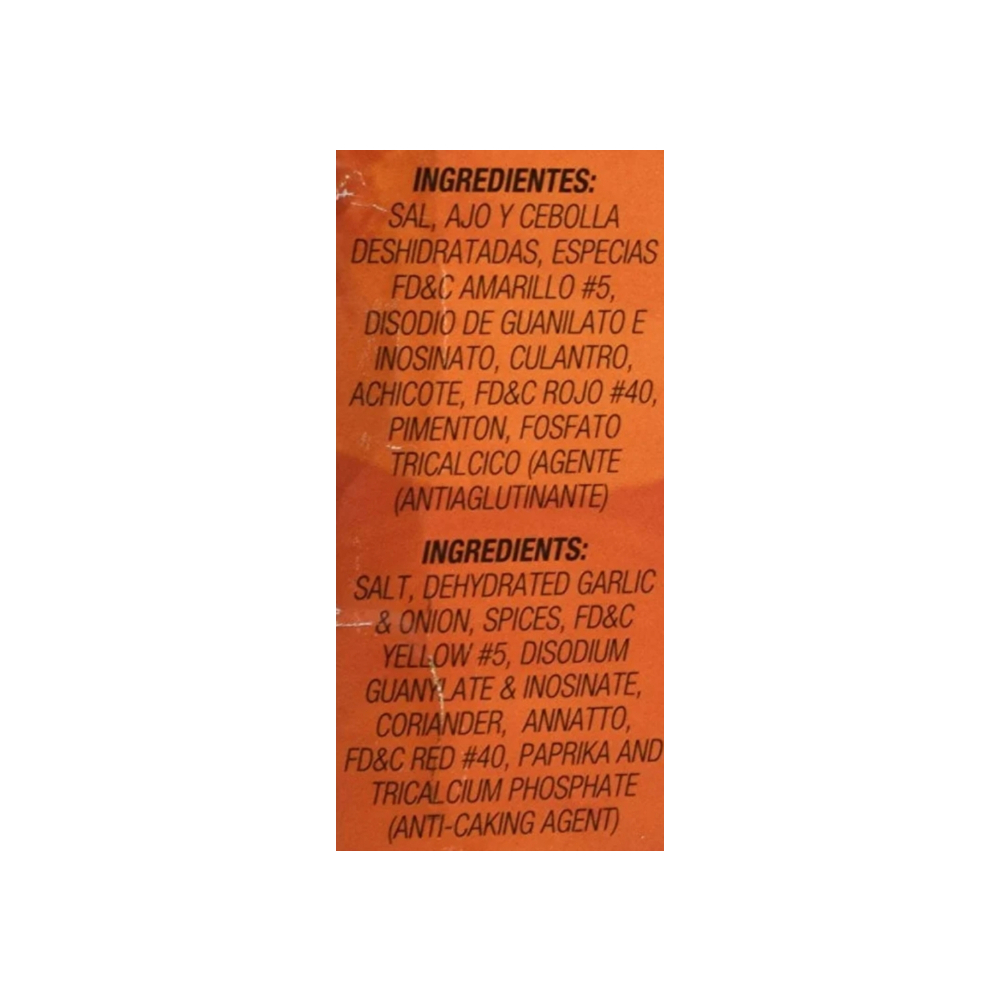 INGREDIENTES:
SAL, AJO Y CEBOLLA
DESHIDRATADAS, ESPECIAS
FD&C AMARILLO #5,
DISODIO DE GUANILATO E
INOSINATO, CULANTRO,
ACHICOTE, FD&C ROJO #40,
PIMENTON, FOSFATO
TRICALCICO (AGENTE
(ANTIAGLUTINANTE)
INGREDIENTS:
SALT, DEHYDRATED GARLIC
& ONION, SPICES, FD&C
YELLOW #5, DISODIUM
GUANYLATE & INOSINATE,
CORIANDER, ANNATTO,
FD&C RED #40, PAPRIKA AND
TRICALCIUM PHOSPHATE
(ANTI-CAKING AGENT)